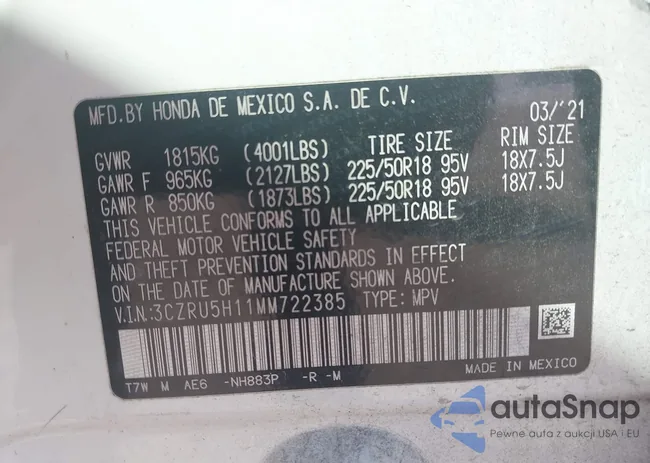 MFD.BY HONDA DE MEXICO S.A. DE C.V.
03/'21
GVWR 1815KG (4001LBS) TIRE SIZE RIM SIZE
GAWR F 965KG (2127LBS) 225/50R18 95V 18X7.5J
GAWR R 850KG (1873LBS) 225/50R18 95V 18X7.5J
THIS VEHICLE CONFORMS TO ALL APPLICABLE
FEDERAL MOTOR VEHICLE SAFETY
AND THEFT PREVENTION STANDARDS IN EFFECT
ON THE DATE OF MANUFACTURE SHOWN ABOVE.
V.I.N:3CZRU5H11MM722385 TYPE: MPV
MADE IN MEXICO
T7W M AE6 -NH883P -R -M
autaSnap
Pewne auta z aukcji USA i EU